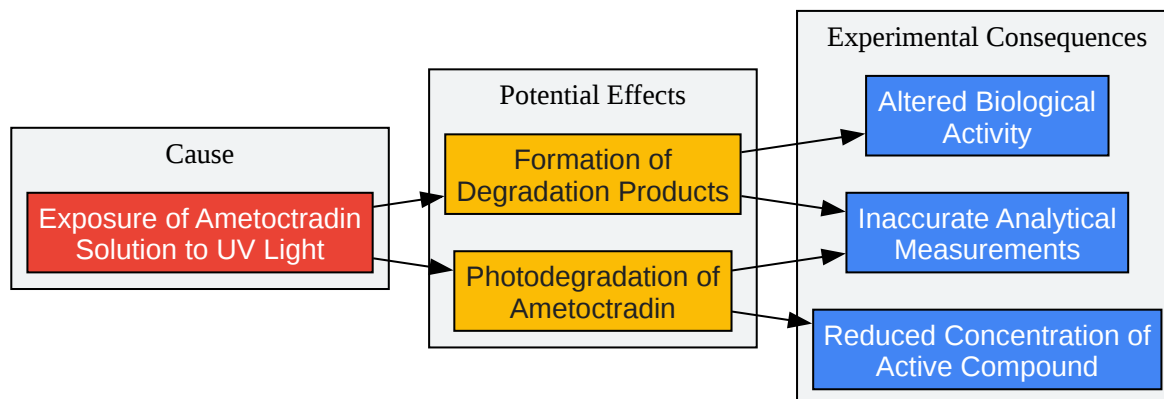 Cause
Exposure of Ametoctradin
Solution to UV Light
Potential Effects
Formation of
Degradation Products
Photodegradation of
Ametoctradin
Experimental Consequences
Altered Biological
Activity
Inaccurate Analytical
Measurements
Reduced Concentration of
Active Compound